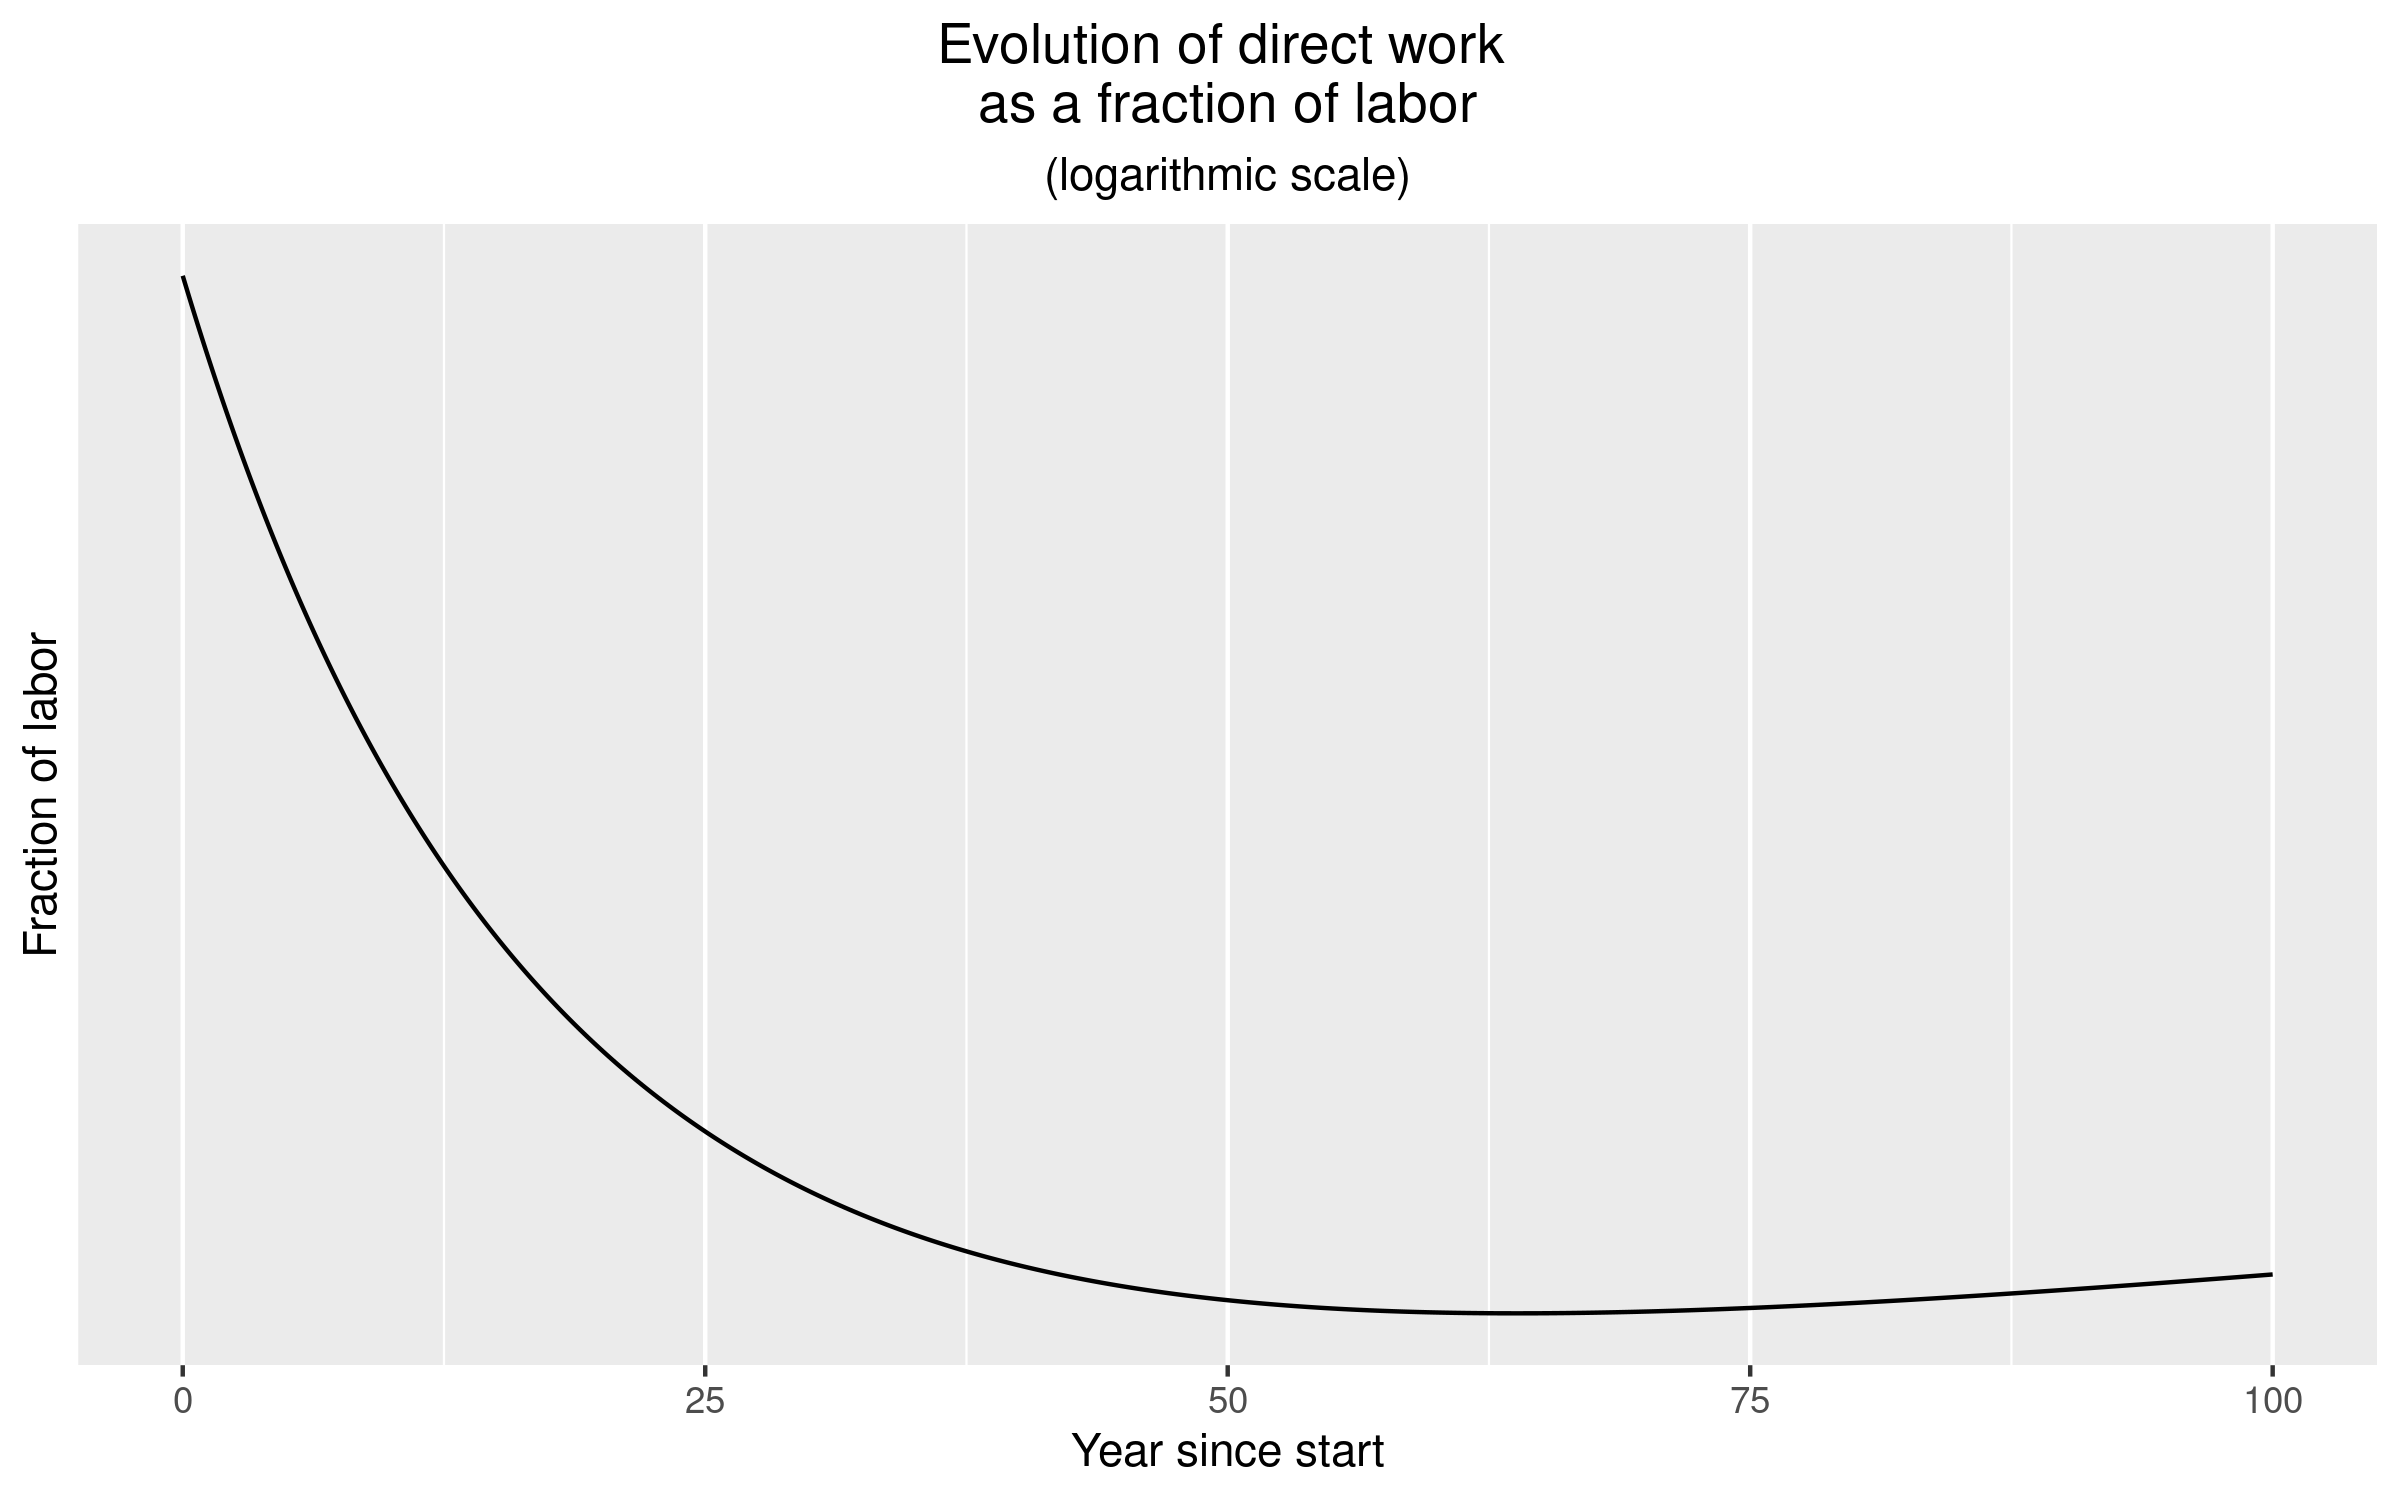 Evolution of direct work
as a fraction of labor
(logarithmic scale)
Fraction of labor
0 25 50 75 100
Year since start